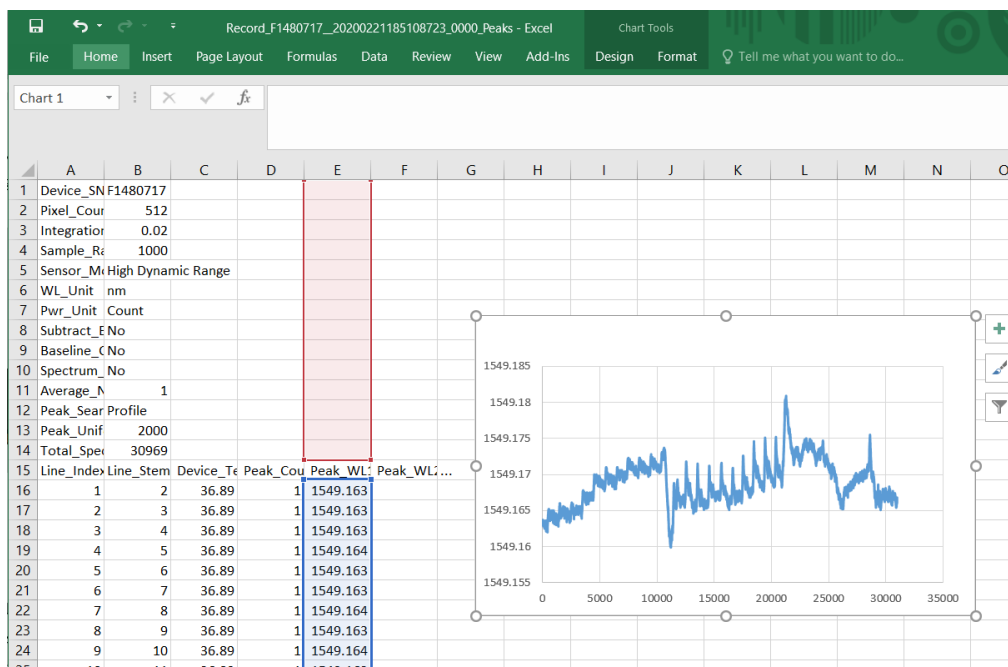 Record_F1480717__20200221185108723_0000_Peaks - Excel
Chart Tools
File Home Insert Page Layout Formulas Data Review View Add-Ins Design Format Tell me what you want to do...
Chart 1 fx
A B C D E F G H I J K L M N O
1 Device_SN F1480717
2 Pixel_Cour 512
3 Integration 0.02
4 Sample_Ra 1000
5 Sensor_Mo High Dynamic Range
6 WL_Unit nm
7 Pwr_Unit Count
8 Subtract_E No
9 Baseline_C No
10 Spectrum_ No
11 Average_N 1
12 Peak_Sear Profile
13 Peak_Unif 2000
14 Total_Spec 30969
15 Line_Index Line_Stem Device_Te Peak_Cou Peak_WL1 Peak_WL2...
16 1 2 36.89 1 1549.163
17 2 3 36.89 1 1549.163
18 3 4 36.89 1 1549.163
19 4 5 36.89 1 1549.164
20 5 6 36.89 1 1549.163
21 6 7 36.89 1 1549.163
22 7 8 36.89 1 1549.164
23 8 9 36.89 1 1549.163
24 9 10 36.89 1 1549.164
1549.185
1549.18
1549.175
1549.17
1549.165
1549.16
1549.155
0 5000 10000 15000 20000 25000 30000 35000